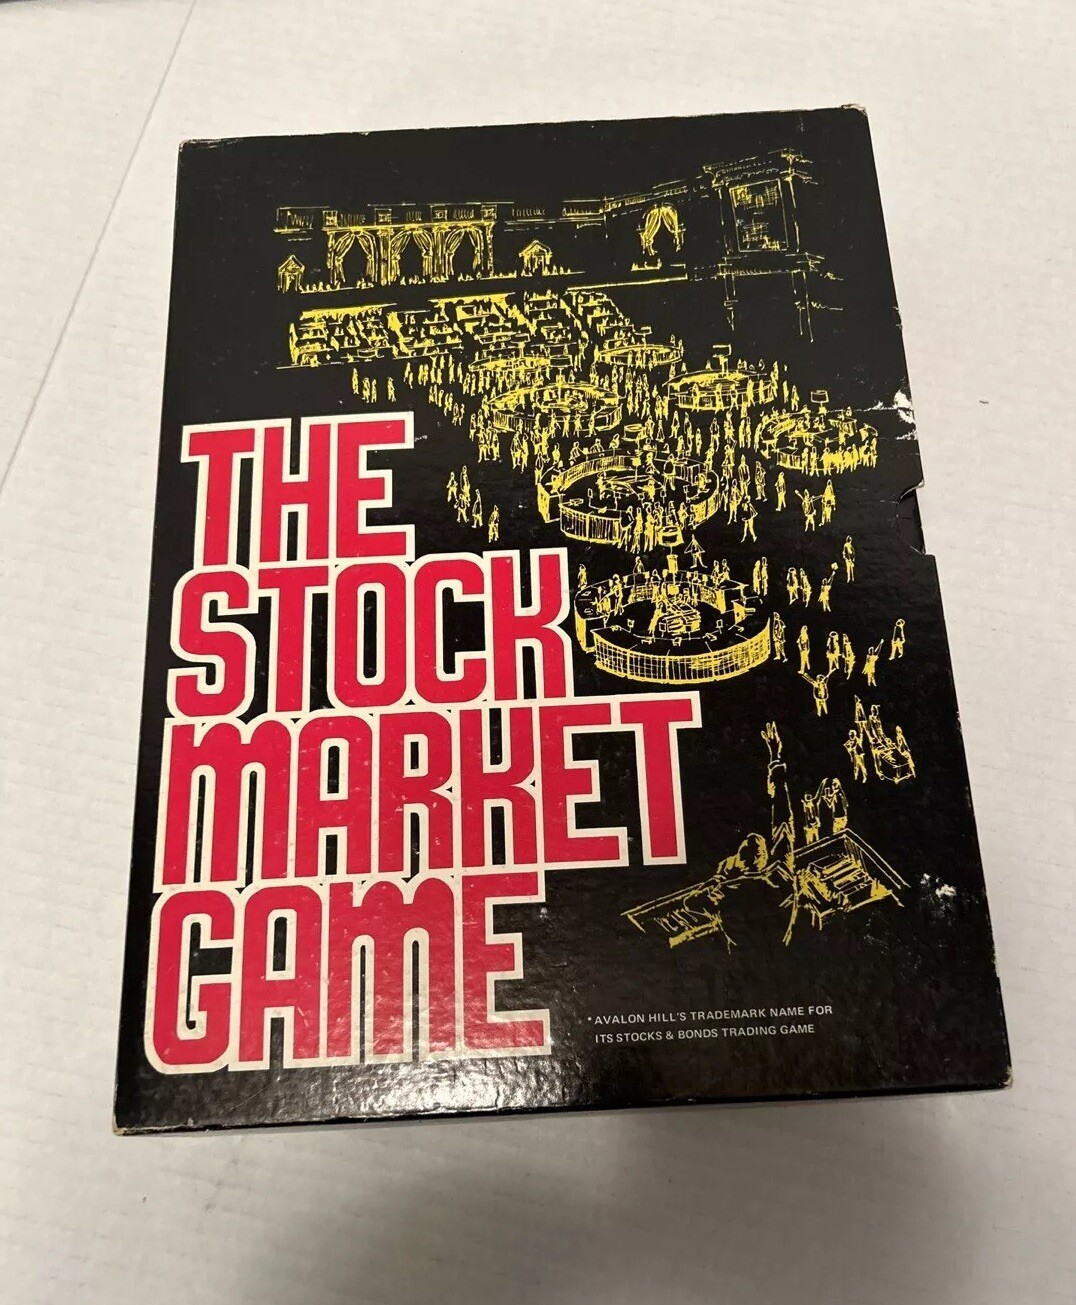 THE
STOCK
MARKET
GAME
* AVALON HILL'S TRADEMARK NAME FOR
ITS STOCKS & BONDS TRADING GAME